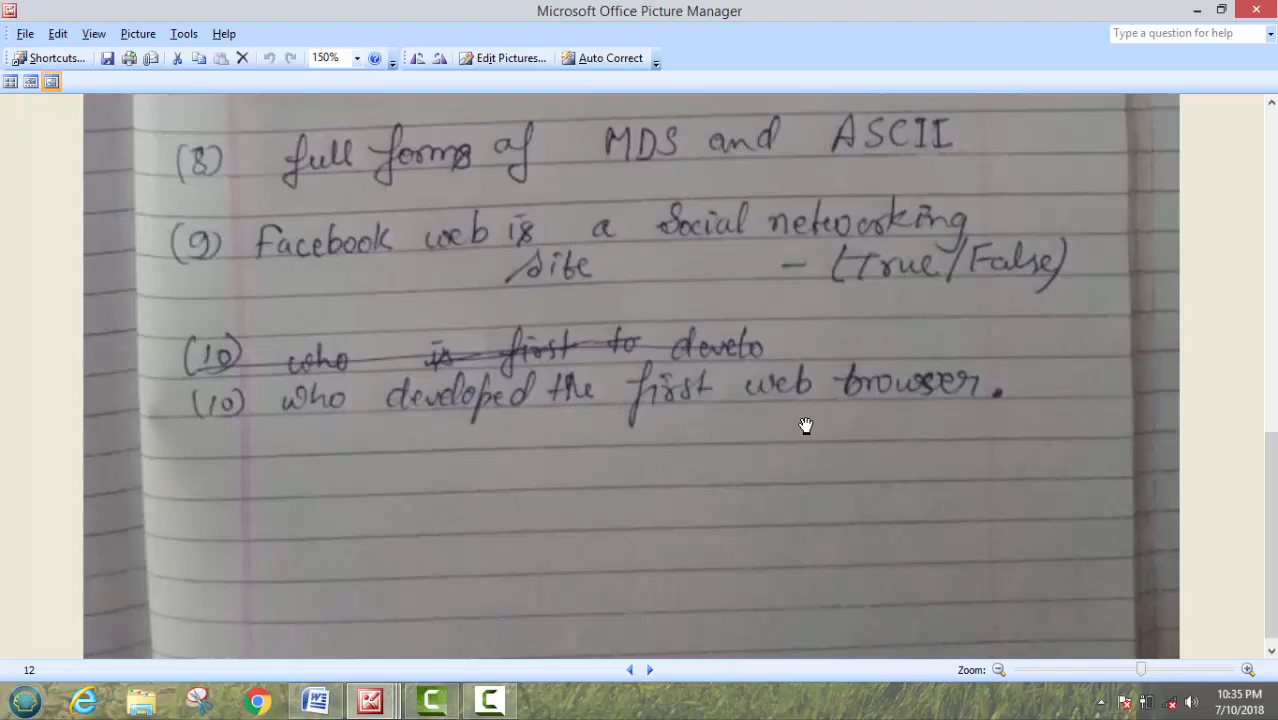 Microsoft Office Picture Manager
File Edit View Picture Tools Help
Type a question for help
Shortcuts... 150% Edit Pictures... Auto Correct
(8) full forms of MDS and ASCII
(9) Facebook web is a social networking
site - (True/False)
(10) who is first to develo
(10) who developed the first web browser.
12 Zoom:
10:35 PM
7/10/2018